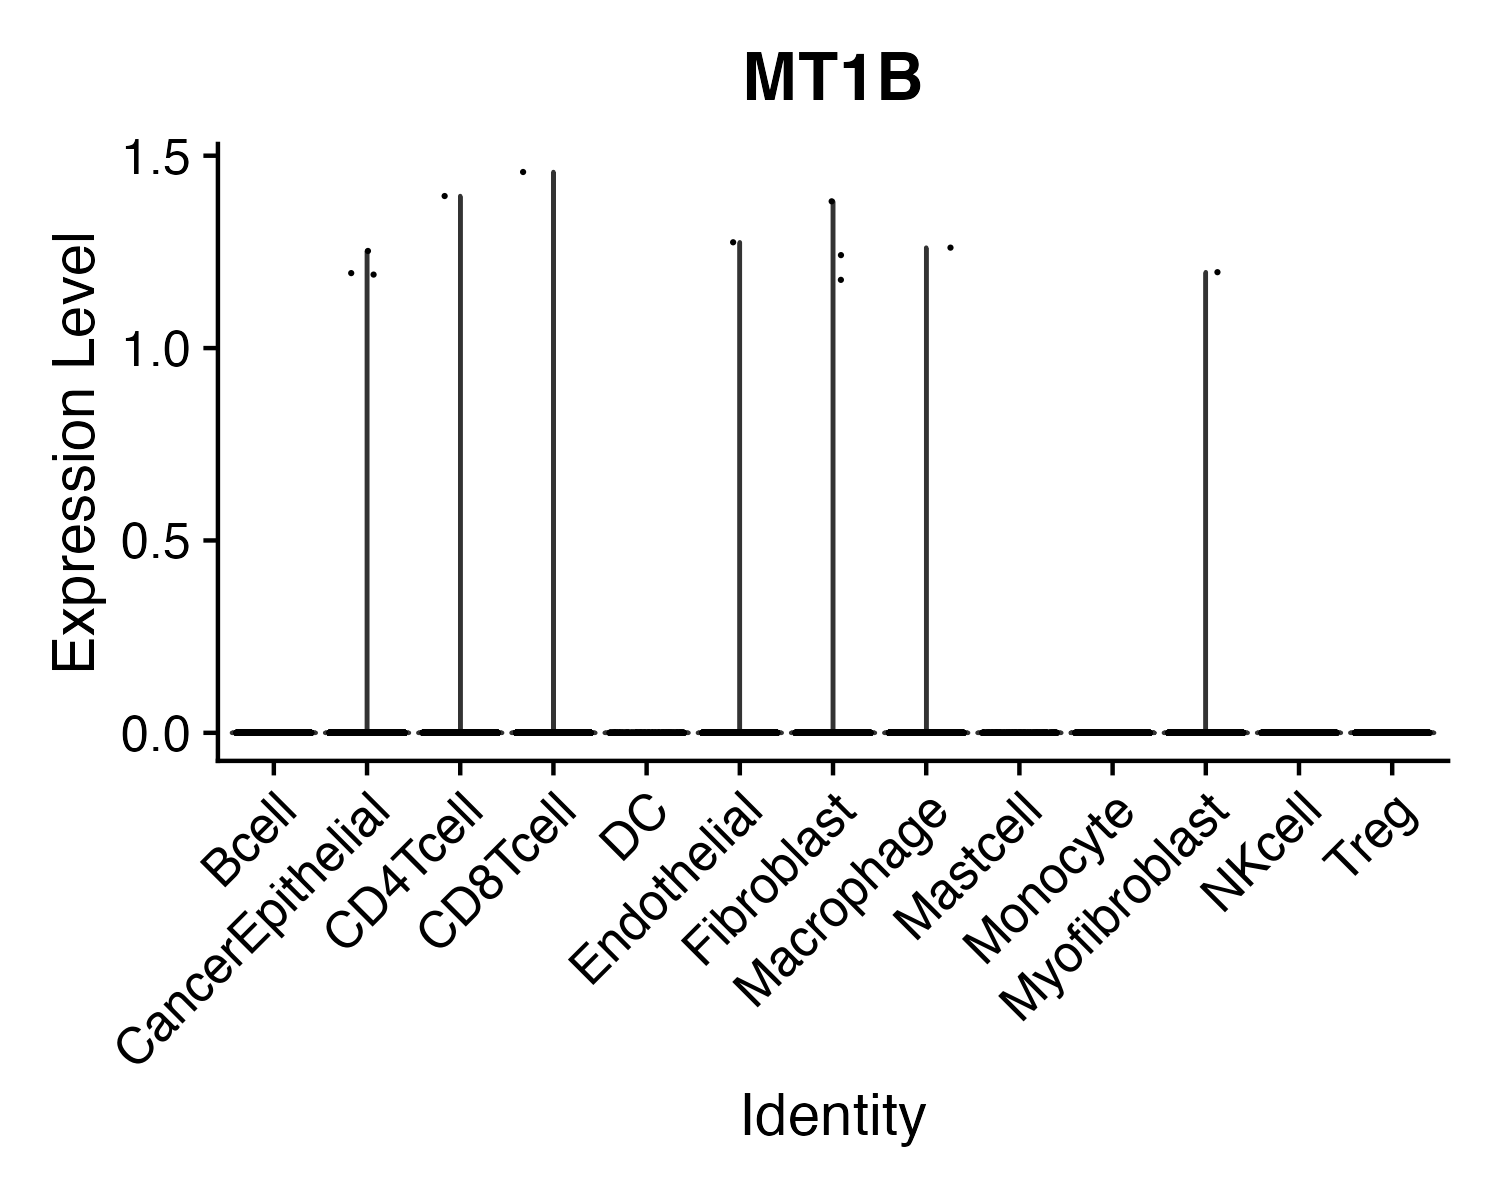 MT1B
Expression Level
1.5
1.0
0.5
0.0
Bcell
CancerEpithelial
CD4Tcell
CD8Tcell
DC
Endothelial
Fibroblast
Macrophage
Mastcell
Monocyte
Myofibroblast
NKcell
Treg
Identity